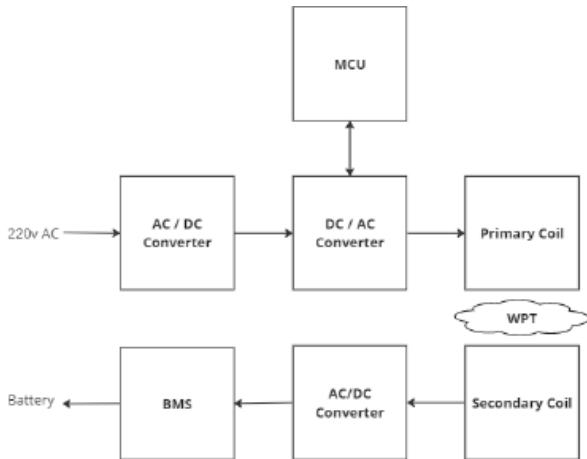 MCU
220v AC
AC / DC
Converter
DC / AC
Converter
Primary Coil
WPT
Battery
BMS
AC/DC
Converter
Secondary Coil